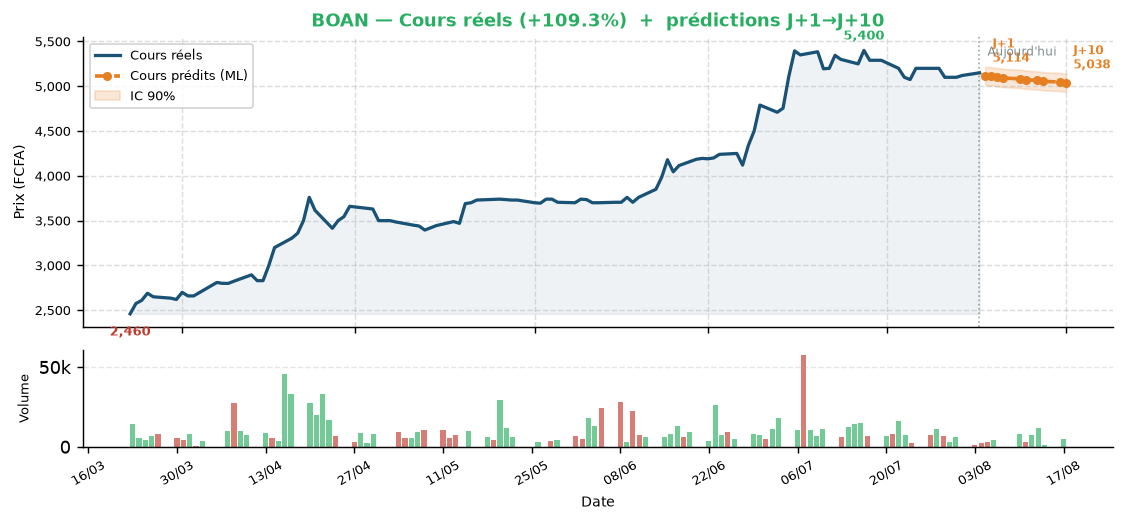 BOAN — Cours réels (+109.3%)  +  prédictions J+1→J+10
5,400
Cours réels
Cours prédits (ML)
IC 90%
J+1
5,114
Aujourd'hui
J+10
5,038
5,500
5,000
4,500
4,000
3,500
3,000
2,500
Prix (FCFA)
2,460
50k
0
Volume
16/03 30/03 13/04 27/04 11/05 25/05 08/06 22/06 06/07 20/07 03/08 17/08
Date